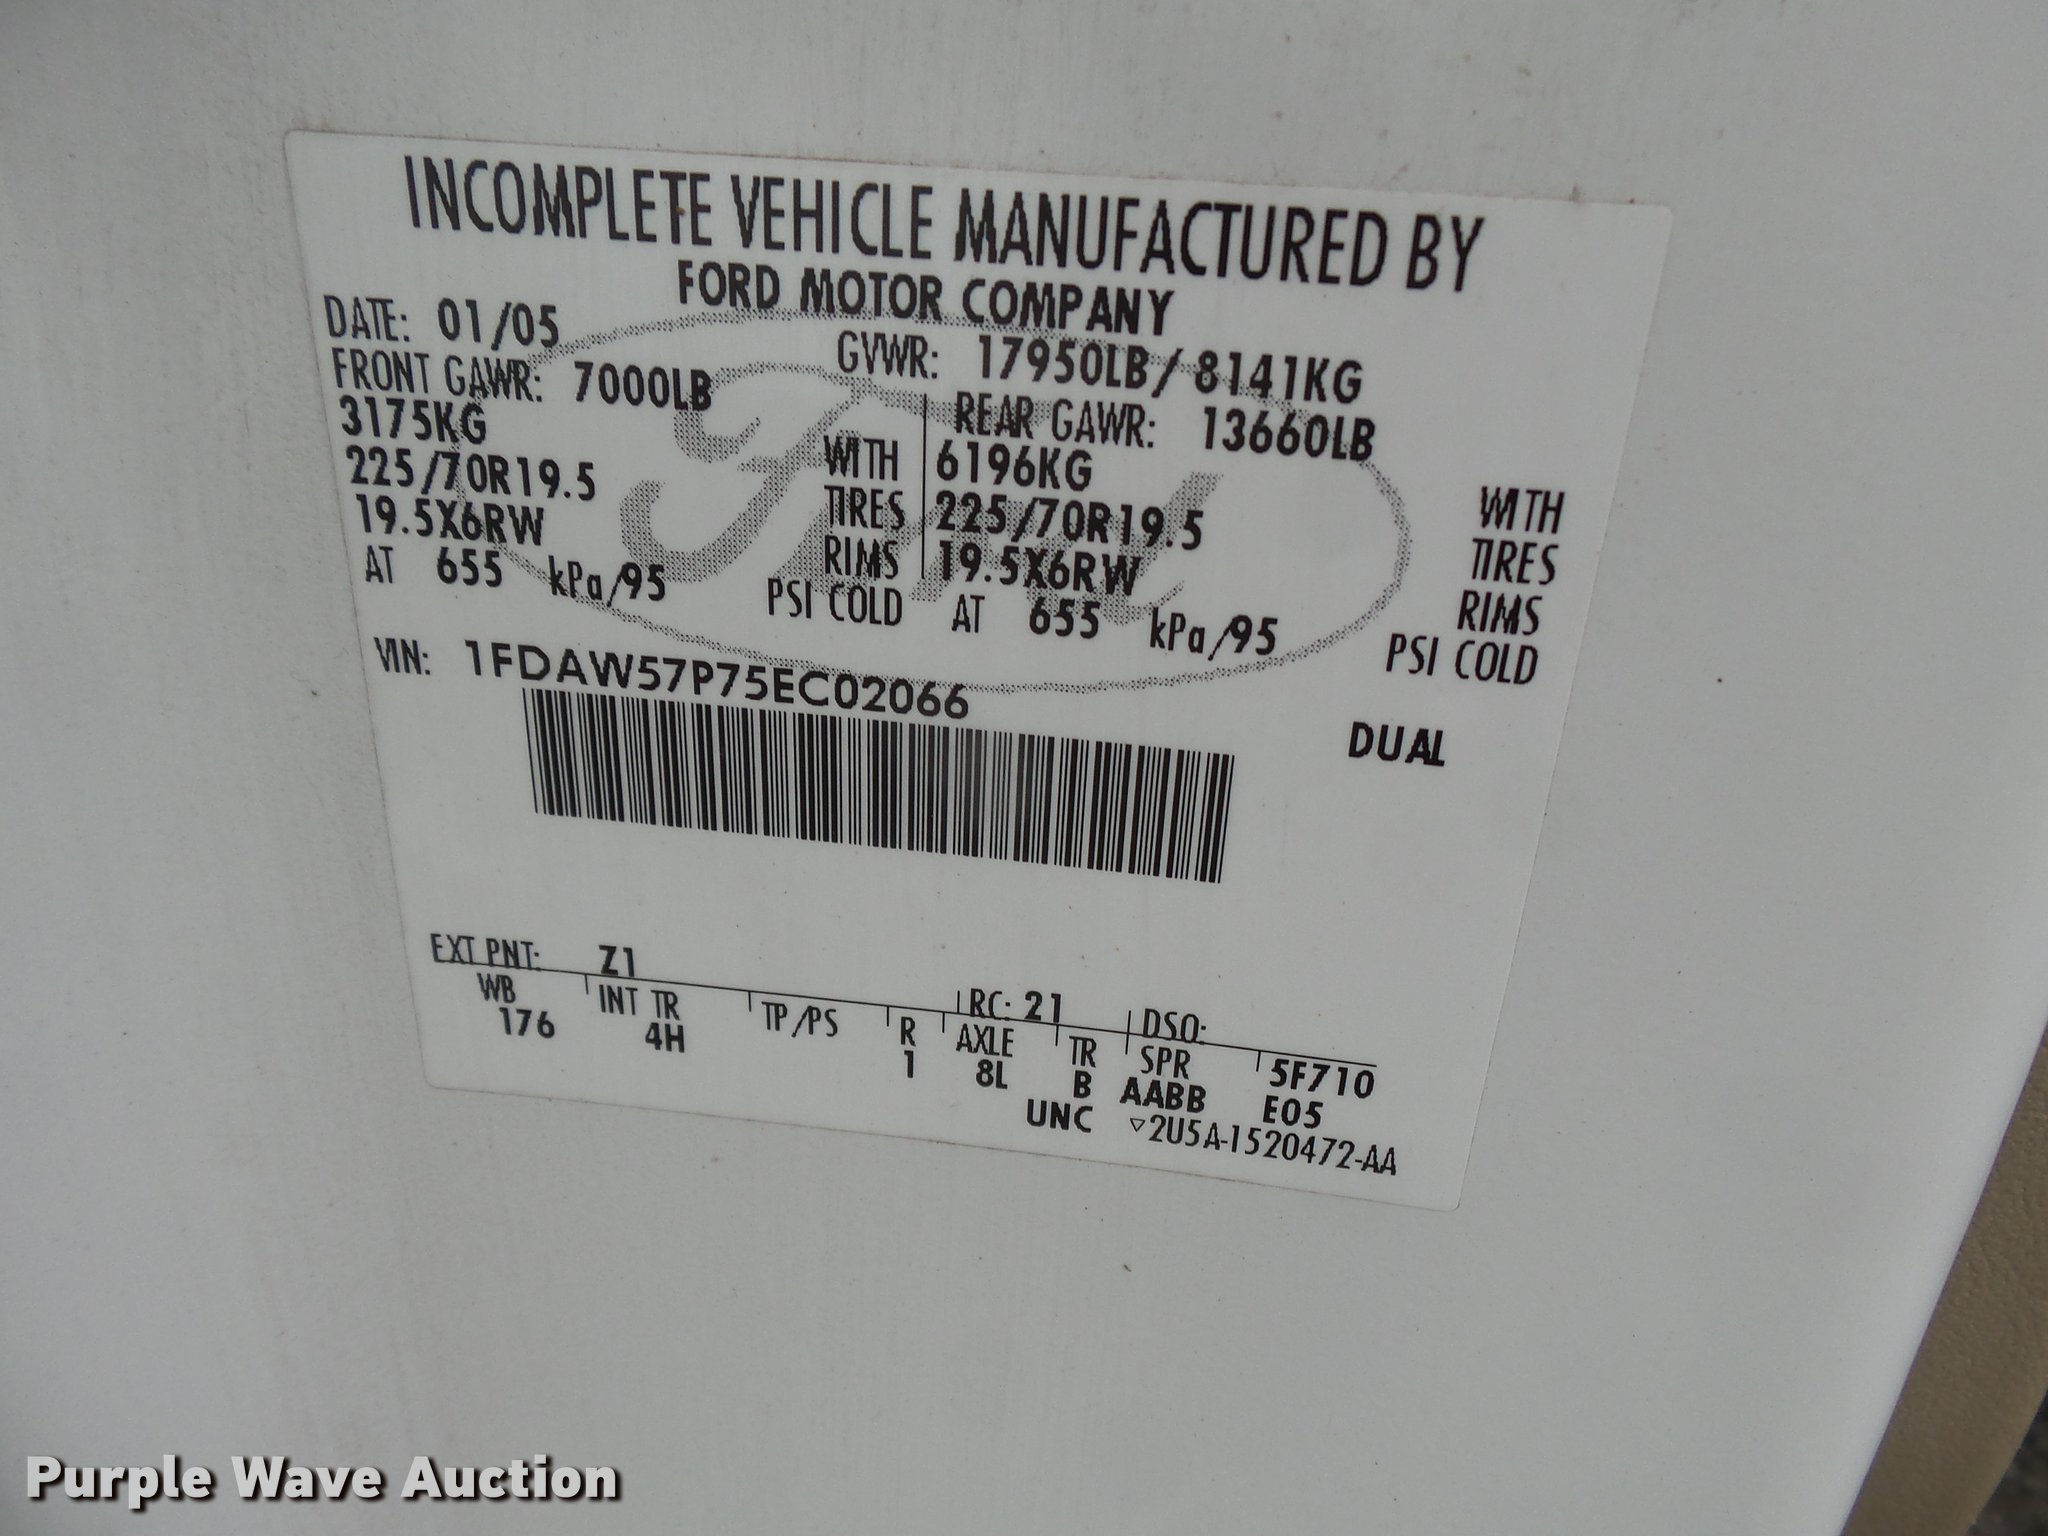 INCOMPLETE VEHICLE MANUFACTURED BY
FORD MOTOR COMPANY
DATE: 01/05 GVWR: 17950LB/ 8141KG
FRONT GAWR: 7000LB REAR GAWR: 13660LB
3175KG WITH 6196KG WITH
225/70R19.5 TIRES 225/70R19.5 TIRES
19.5X6RW RIMS 19.5X6RW RIMS
AT 655 kPa/95 PSI COLD AT 655 kPa/95 PSI COLD
VIN: 1FDAW57P75EC02066
DUAL
EXT PNT: Z1 RC: 21 DSO:
WB INT TR TP/PS R AXLE TR SPR 5F710
176 4H 1 8L B AABB E05
UNC ▽2U5A-1520472-AA
Purple Wave Auction